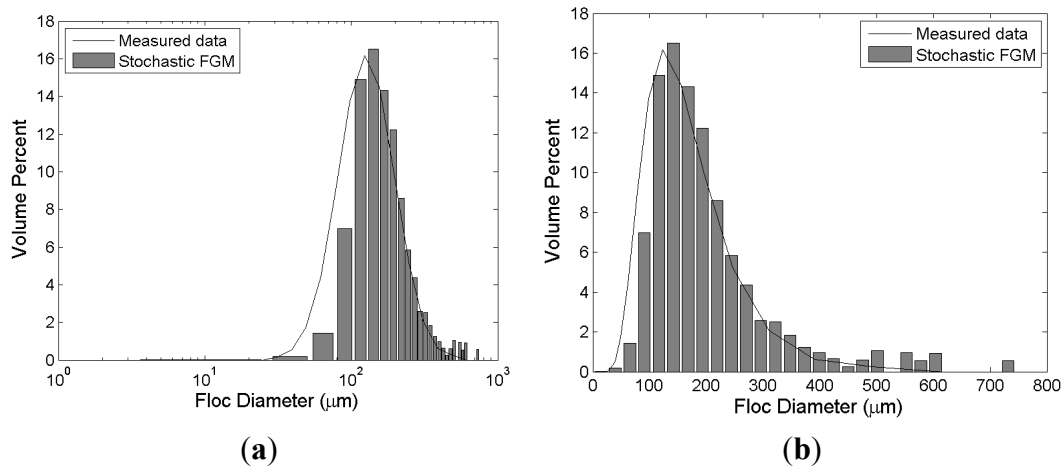 18
16
14
12
10
8
6
4
2
0
Volume Percent
Measured data
Stochastic FGM
10^0
10^1
10^2
10^3
Floc Diameter (μm)
(a)
18
16
14
12
10
8
6
4
2
0
Volume Percent
Measured data
Stochastic FGM
0 100 200 300 400 500 600 700 800
Floc Diameter (μm)
(b)